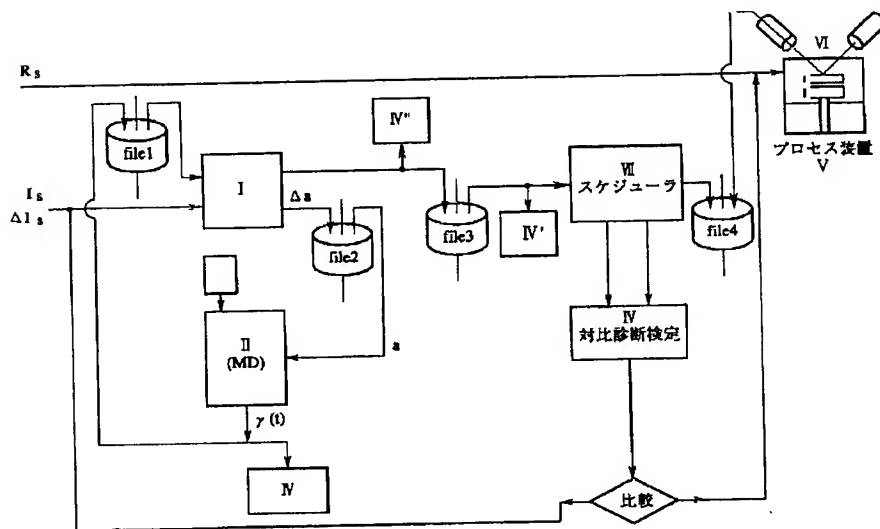 VI
Rs
IV"
file1
プロセス装置
V
I
VII
スケジューラ
Is
ΔIs
Δa
file3
IV'
file4
file2
II
(MD)
a
IV
対比診断検定
γ(t)
IV
比較